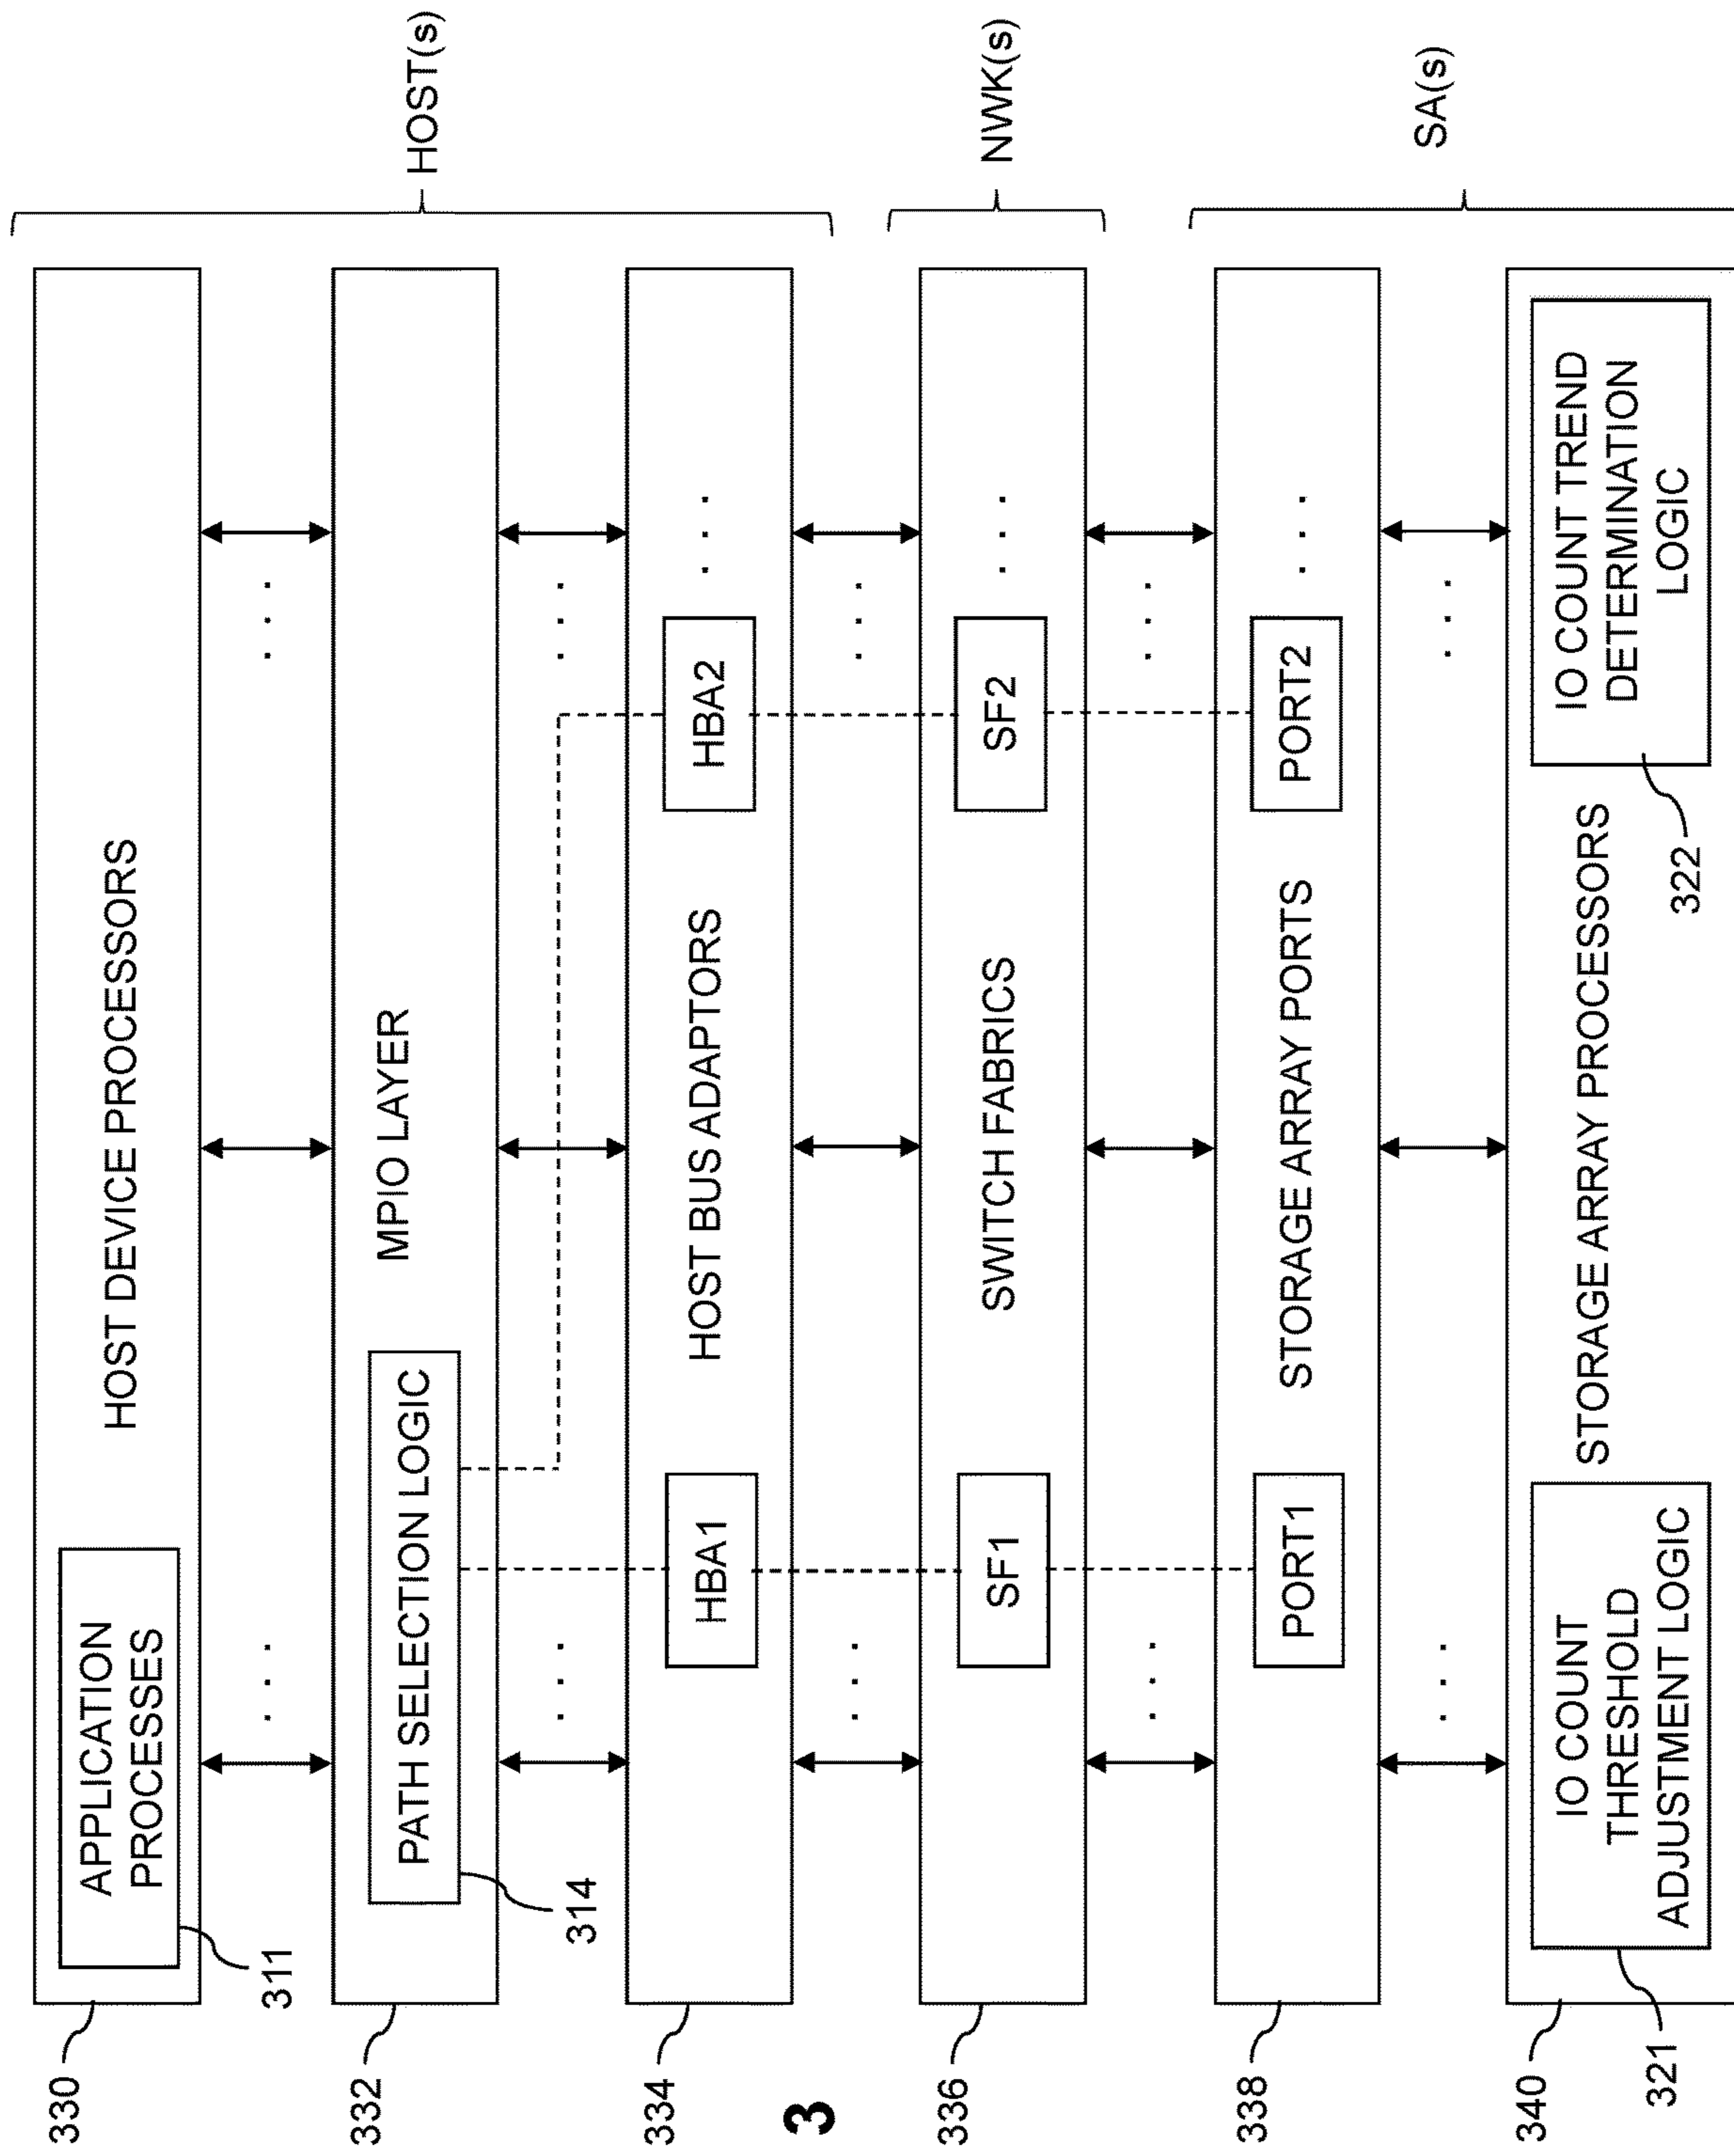 330
HOST DEVICE PROCESSORS
APPLICATION
PROCESSES
311
HOST(s)
332
MPIO LAYER
PATH SELECTION LOGIC
314
334
HBA1
HOST BUS ADAPTORS
HBA2
3
336
SF1
SWITCH FABRICS
SF2
NWK(s)
338
PORT1
STORAGE ARRAY PORTS
PORT2
SA(s)
340
IO COUNT
THRESHOLD
ADJUSTMENT LOGIC
321
STORAGE ARRAY PROCESSORS
IO COUNT TREND
DETERMINATION
LOGIC
322